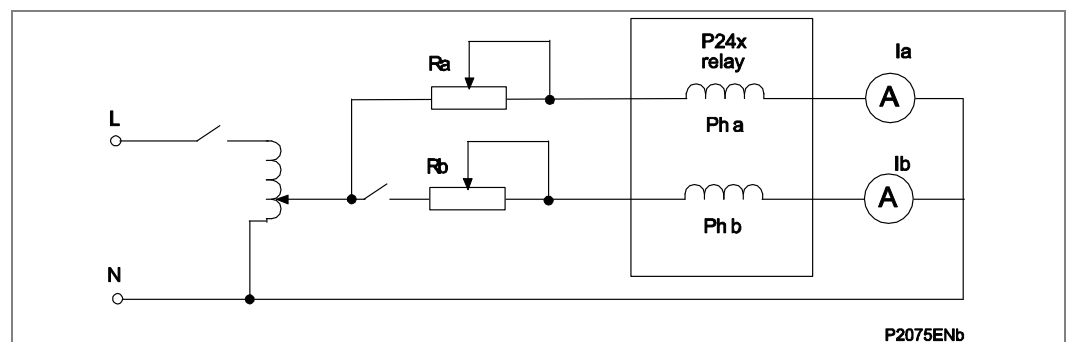 P24x
relay
Ra
Ia
A
Ph a
L
Rb
Ib
A
Ph b
N
P2075ENb